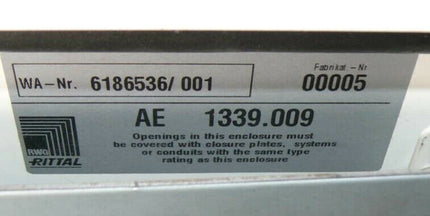 Fabrikat.-Nr
WA-Nr. 6186536/ 001
00005
AE 1339.009
Openings in this enclosure must
be covered with closure plates, systems
or conduits with the same type
rating as this enclosure
RWG
RITTAL